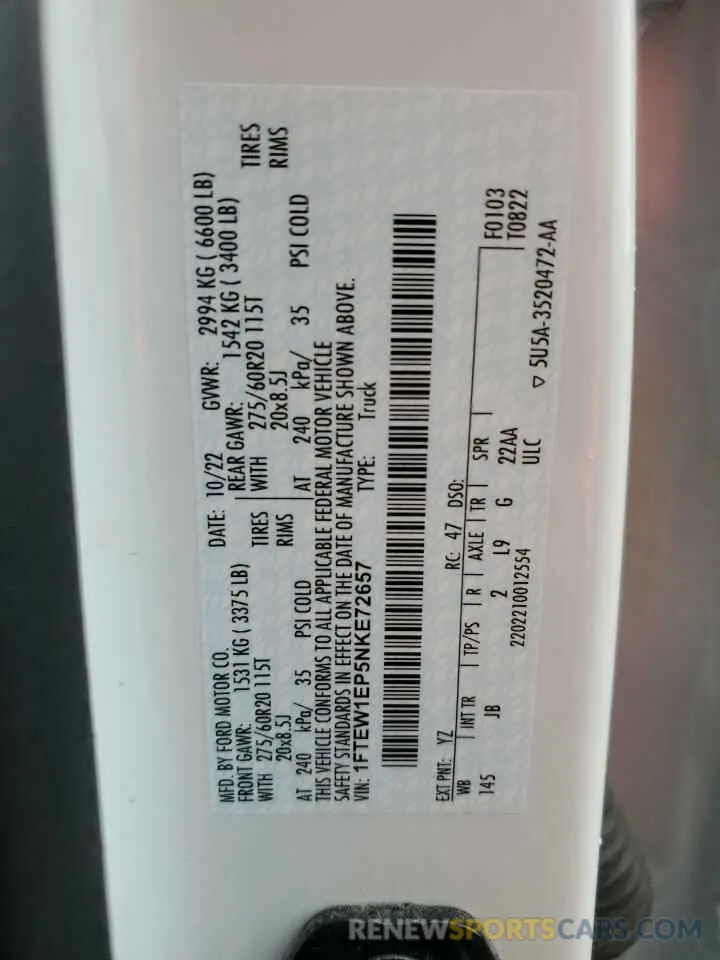 MFD. BY FORD MOTOR CO.
DATE: 10/22 GVWR: 2994 KG ( 6600 LB)
FRONT GAWR: 1531 KG ( 3375 LB) REAR GAWR: 1542 KG ( 3400 LB)
WITH 275/60R20 115T TIRES WITH 275/60R20 115T TIRES
20x8.5J RIMS 20x8.5J RIMS
AT 240 kPa/ 35 PSI COLD AT 240 kPa/ 35 PSI COLD
THIS VEHICLE CONFORMS TO ALL APPLICABLE FEDERAL MOTOR VEHICLE
SAFETY STANDARDS IN EFFECT ON THE DATE OF MANUFACTURE SHOWN ABOVE.
VIN: 1FTEW1EP5NKE72657 TYPE: Truck
EXT PNT: YZ RC: 47 DSO:
WB INT TR TP/PS R AXLE TR SPR
145 JB 2 L9 G 22AA F0103
ULC T0822
2202210012554 ▽ 5U5A-3520472-AA
RENEWSPORTSCARS.COM